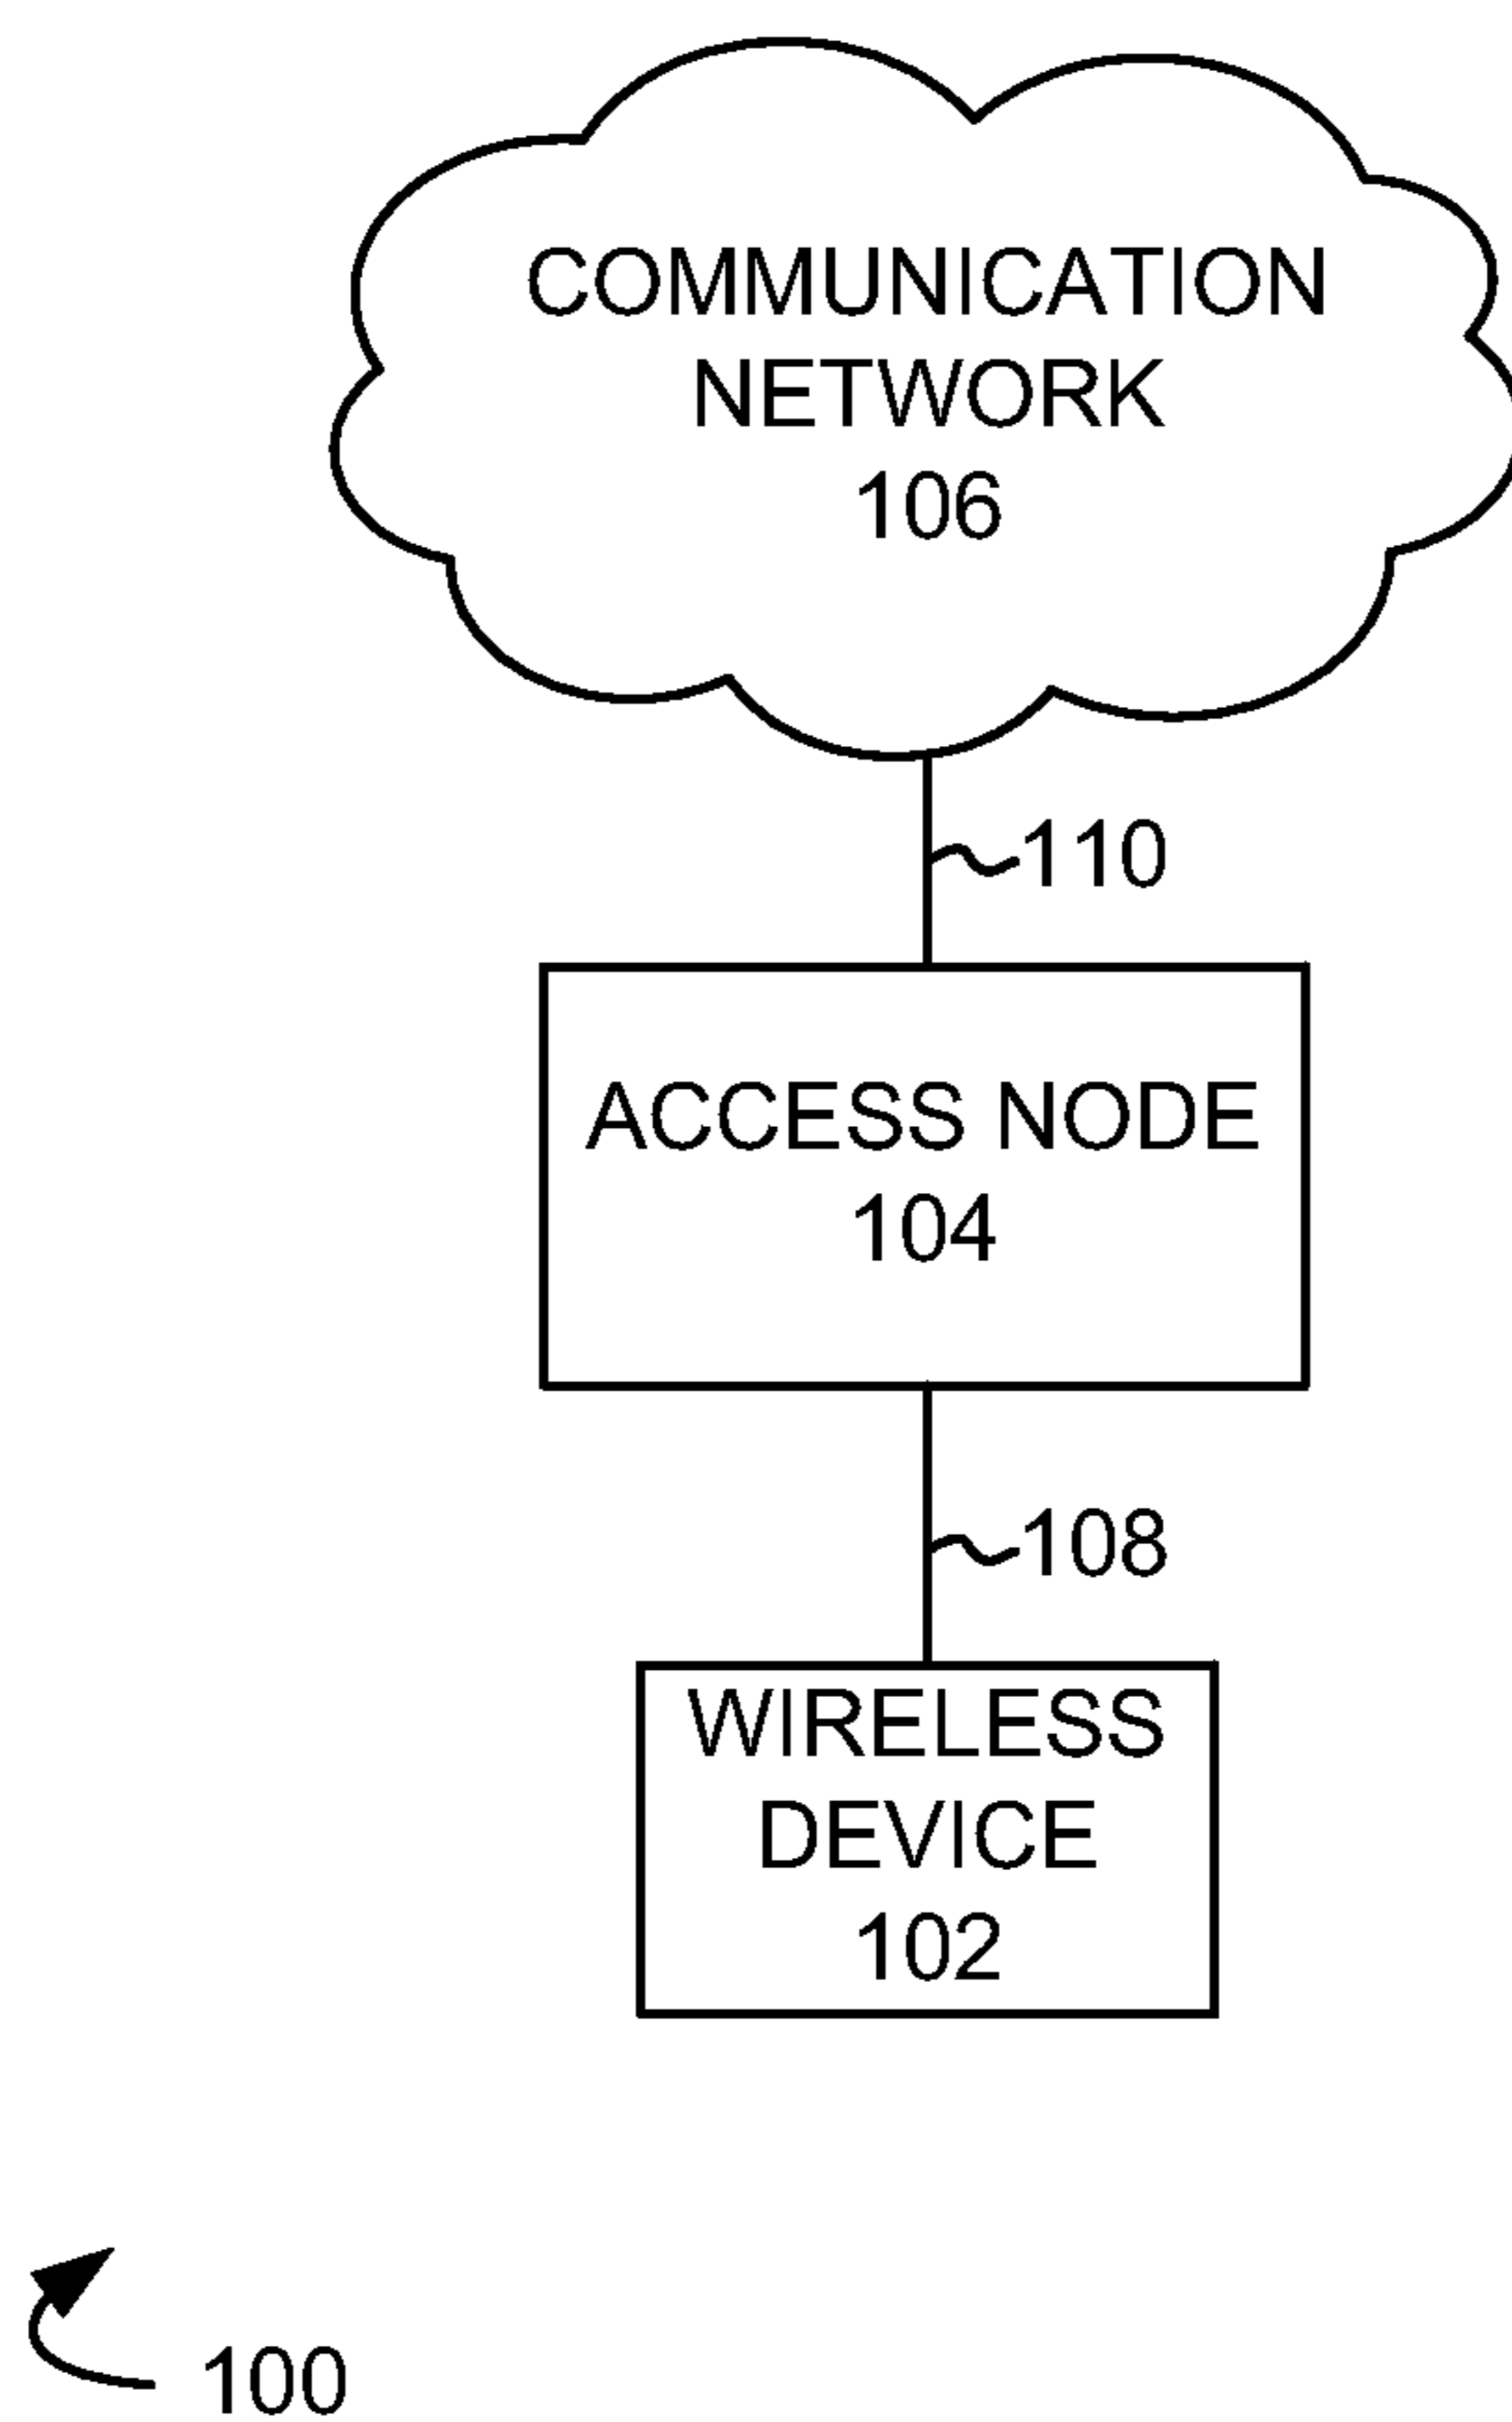 COMMUNICATION
NETWORK
106
110
ACCESS NODE
104
108
WIRELESS
DEVICE
102
100